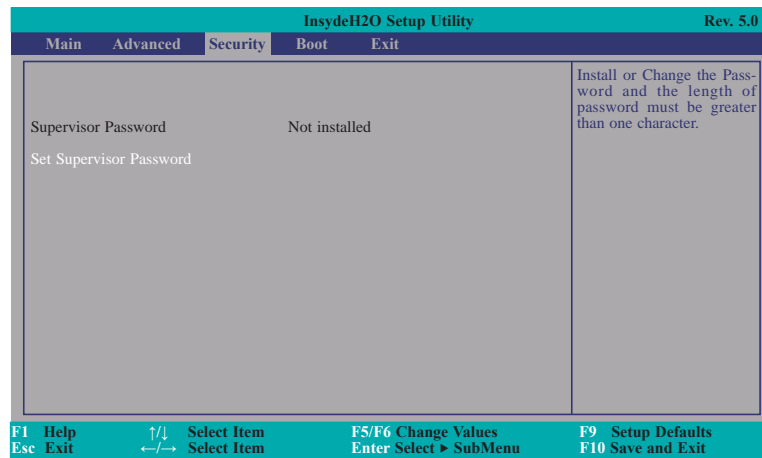 InsydeH2O Setup Utility Rev. 5.0
Main Advanced Security Boot Exit
Supervisor Password Not installed
Set Supervisor Password
Install or Change the Pass-
word and the length of
password must be greater
than one character.
F1 Help ↑/↓ Select Item F5/F6 Change Values F9 Setup Defaults
Esc Exit ←/→ Select Item Enter Select ▶ SubMenu F10 Save and Exit